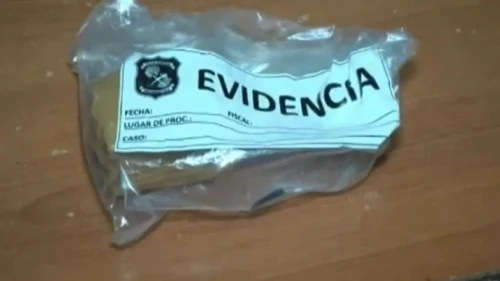 EVIDENCIA
FECHA: FISCAL:
LUGAR DE PROC.:
CASO: